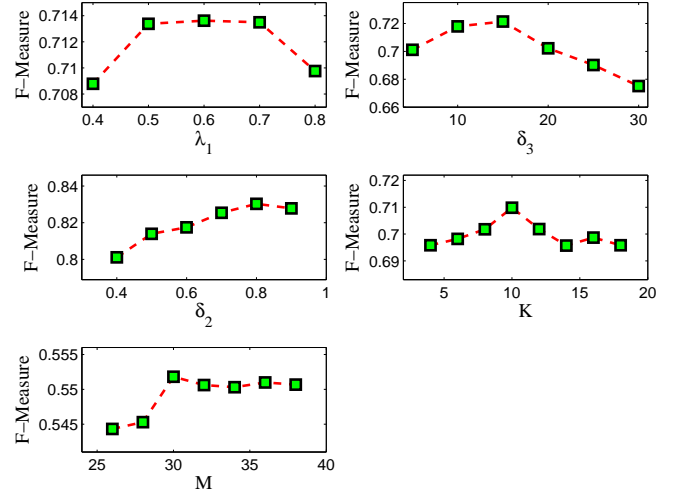 F−Measure
0.714
0.711
0.708
0.4 0.5 0.6 0.7 0.8
λ1
F−Measure
0.72
0.7
0.68
0.66
10 20 30
δ3
F−Measure
0.84
0.82
0.8
0.4 0.6 0.8 1
δ2
F−Measure
0.72
0.71
0.7
0.69
5 10 15 20
K
F−Measure
0.555
0.55
0.545
25 30 35 40
M